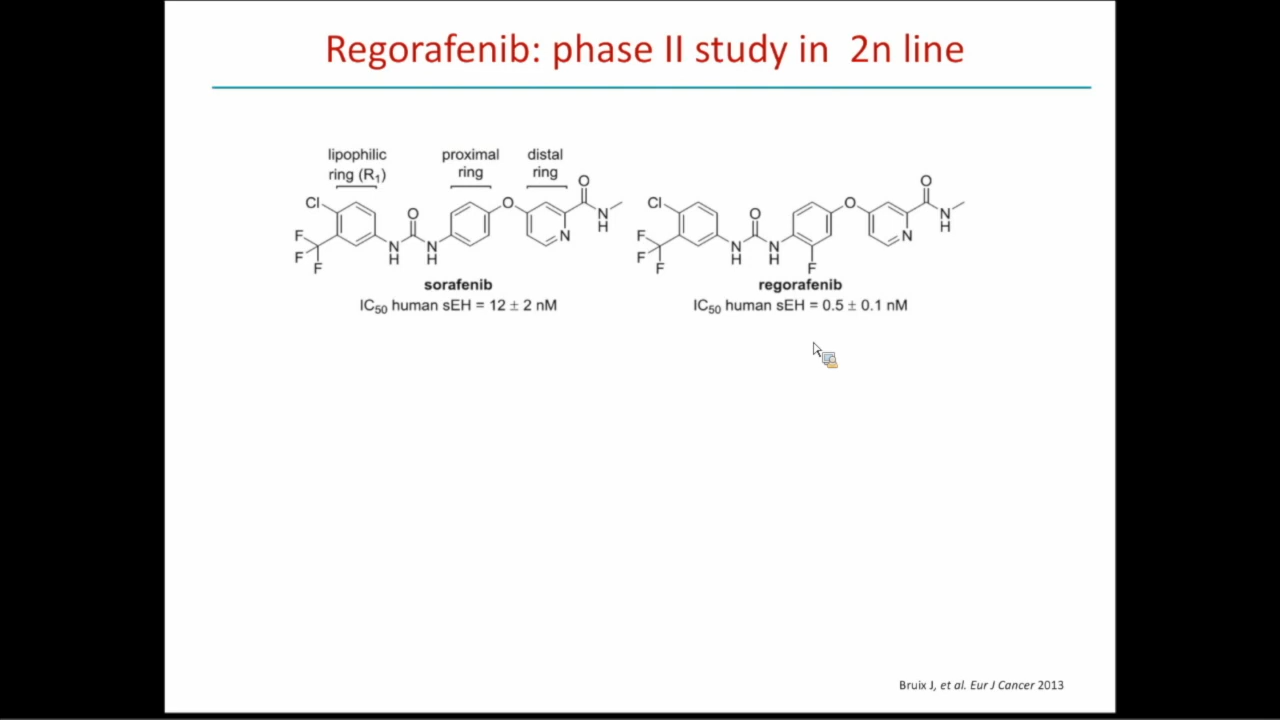 Regorafenib: phase II study in 2n line
lipophilic
ring (R1)
proximal
ring
distal
ring
Cl
F
F
F
O
N
H
N
H
O
N
O
N
H
sorafenib
IC50 human sEH = 12 ± 2 nM
Cl
F
F
F
O
N
H
N
H
F
O
N
O
N
H
regorafenib
IC50 human sEH = 0.5 ± 0.1 nM
Bruix J, et al. Eur J Cancer 2013